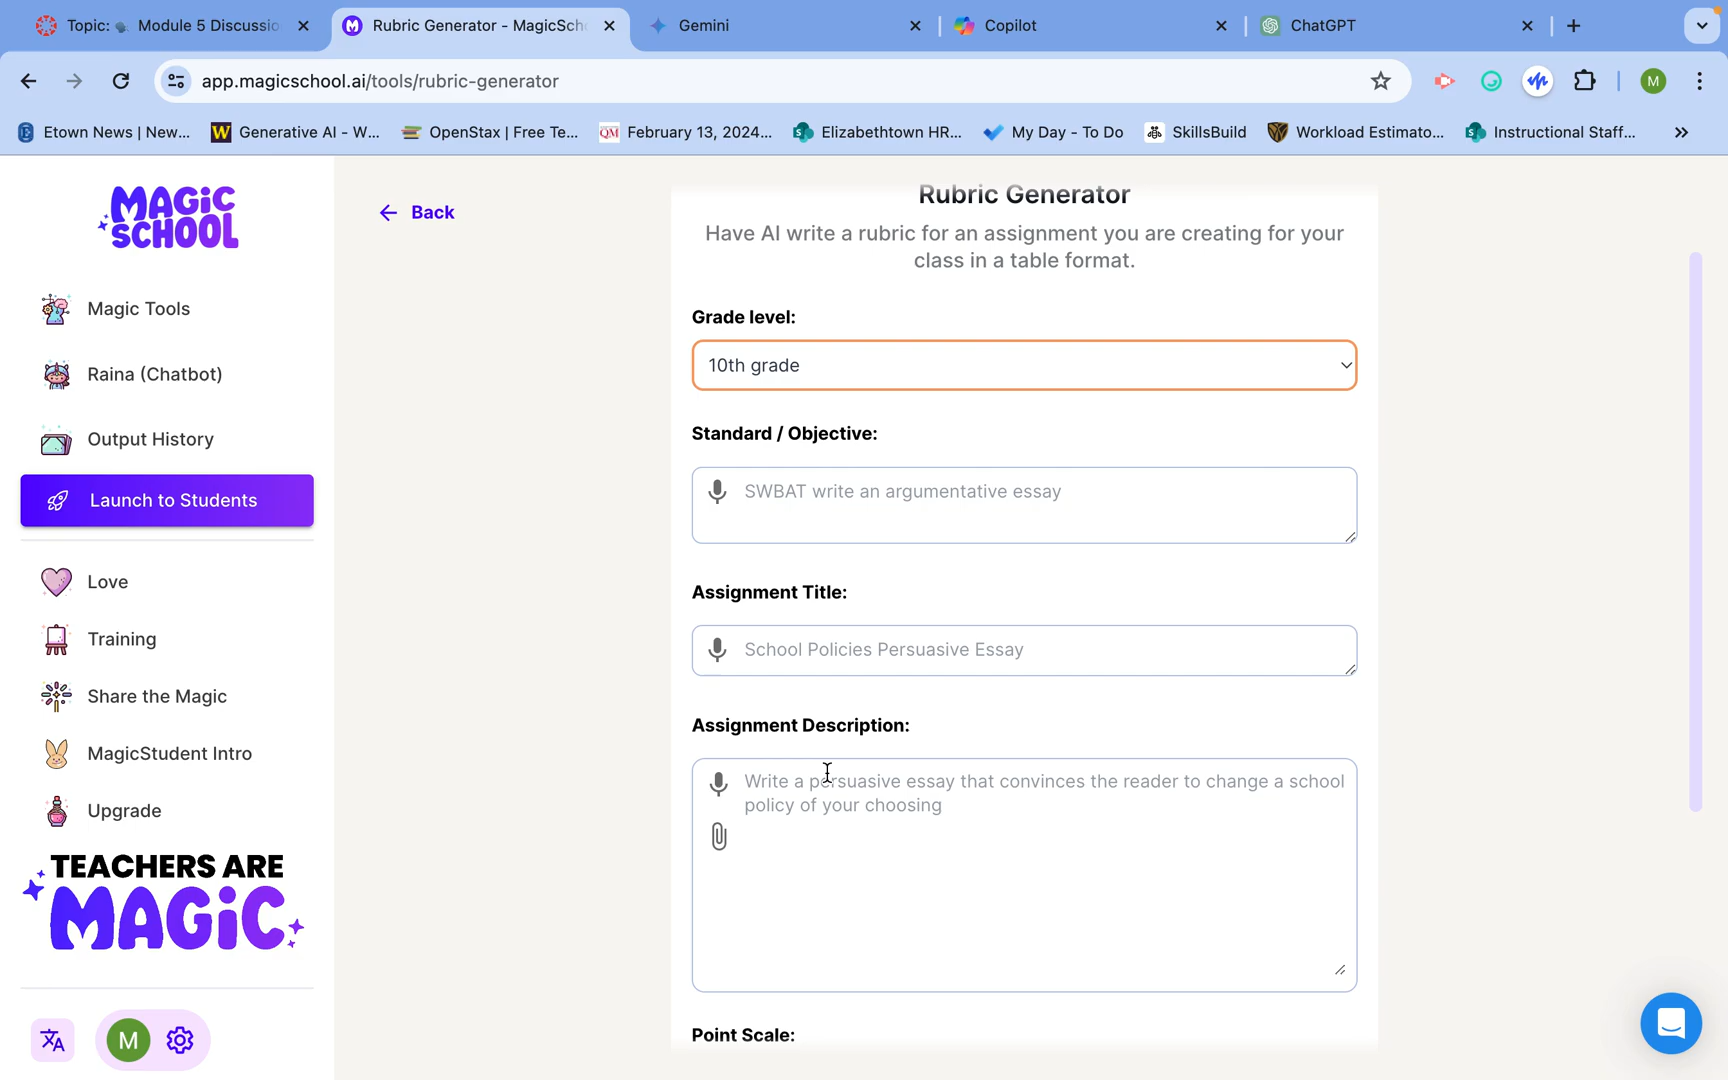 Topic: Module 5 Discussio
Rubric Generator - MagicScho
Gemini
Copilot
ChatGPT
app.magicschool.ai/tools/rubric-generator
M
Etown News | New...
Generative AI - W...
OpenStax | Free Te...
QM February 13, 2024...
Elizabethtown HR...
My Day - To Do
SkillsBuild
Workload Estimato...
Instructional Staff...
MAGiC SCHOOL
Magic Tools
Raina (Chatbot)
Output History
Launch to Students
Love
Training
Share the Magic
MagicStudent Intro
Upgrade
TEACHERS ARE
MAGiC
M
Back
Rubric Generator
Have AI write a rubric for an assignment you are creating for your
class in a table format.
Grade level:
10th grade
Standard / Objective:
SWBAT write an argumentative essay
Assignment Title:
School Policies Persuasive Essay
Assignment Description:
Write a persuasive essay that convinces the reader to change a school
policy of your choosing
Point Scale: